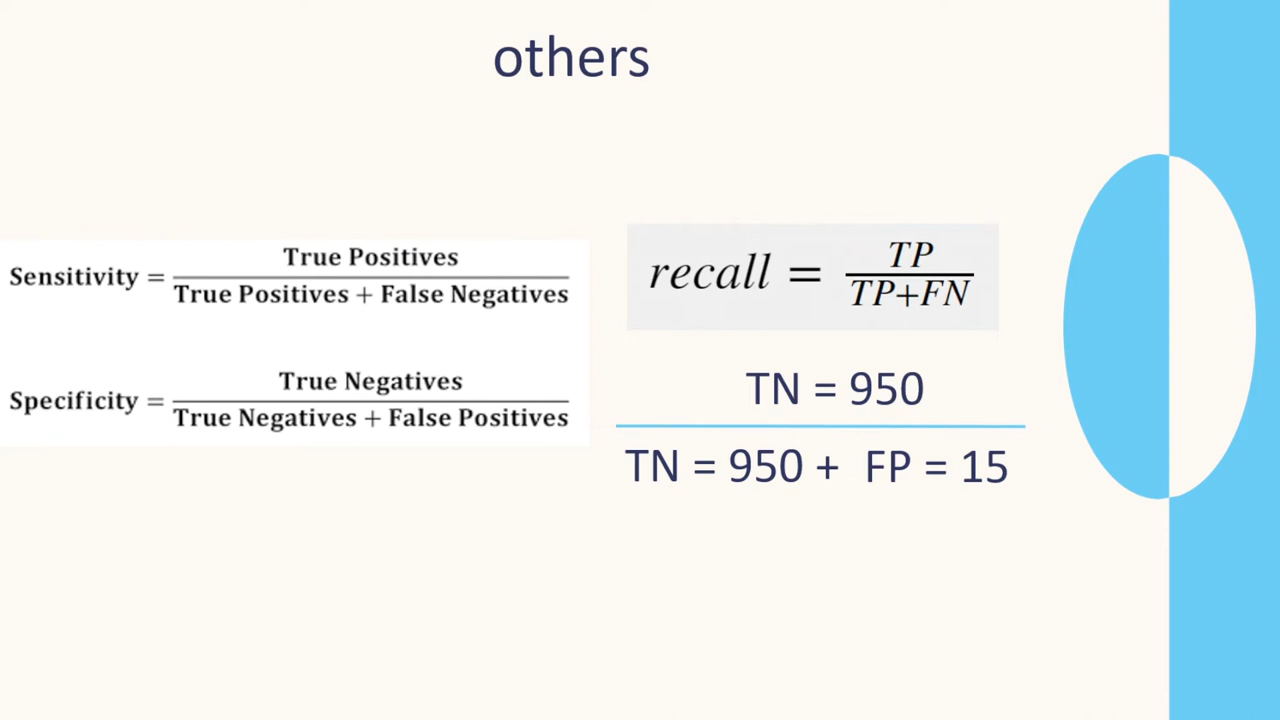 others
Sensitivity = True Positives / True Positives + False Negatives
Specificity = True Negatives / True Negatives + False Positives
recall = TP / TP+FN
TN = 950
TN = 950 + FP = 15